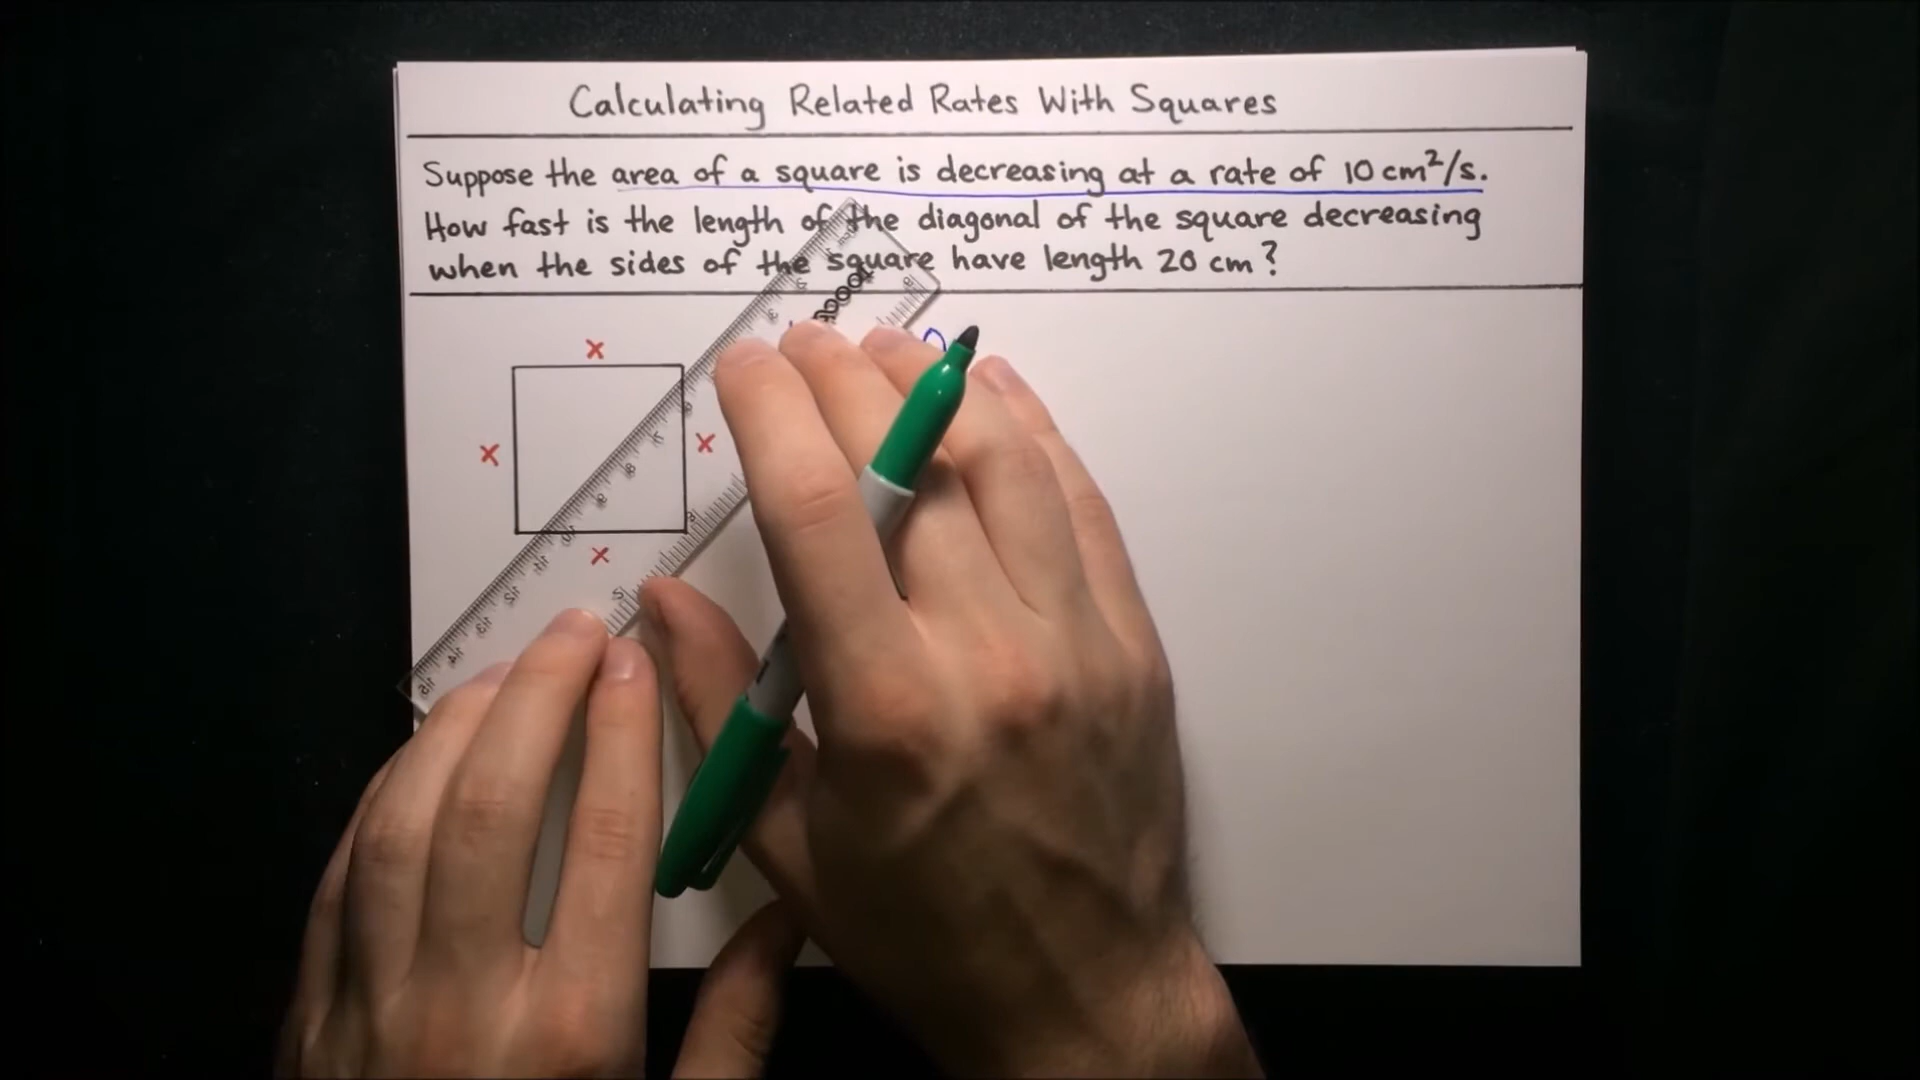 Calculating Related Rates With Squares
Suppose the area of a square is decreasing at a rate of 10 cm²/s.
How fast is the length of the diagonal of the square decreasing
when the sides of the square have length 20 cm?
x
x
x
x